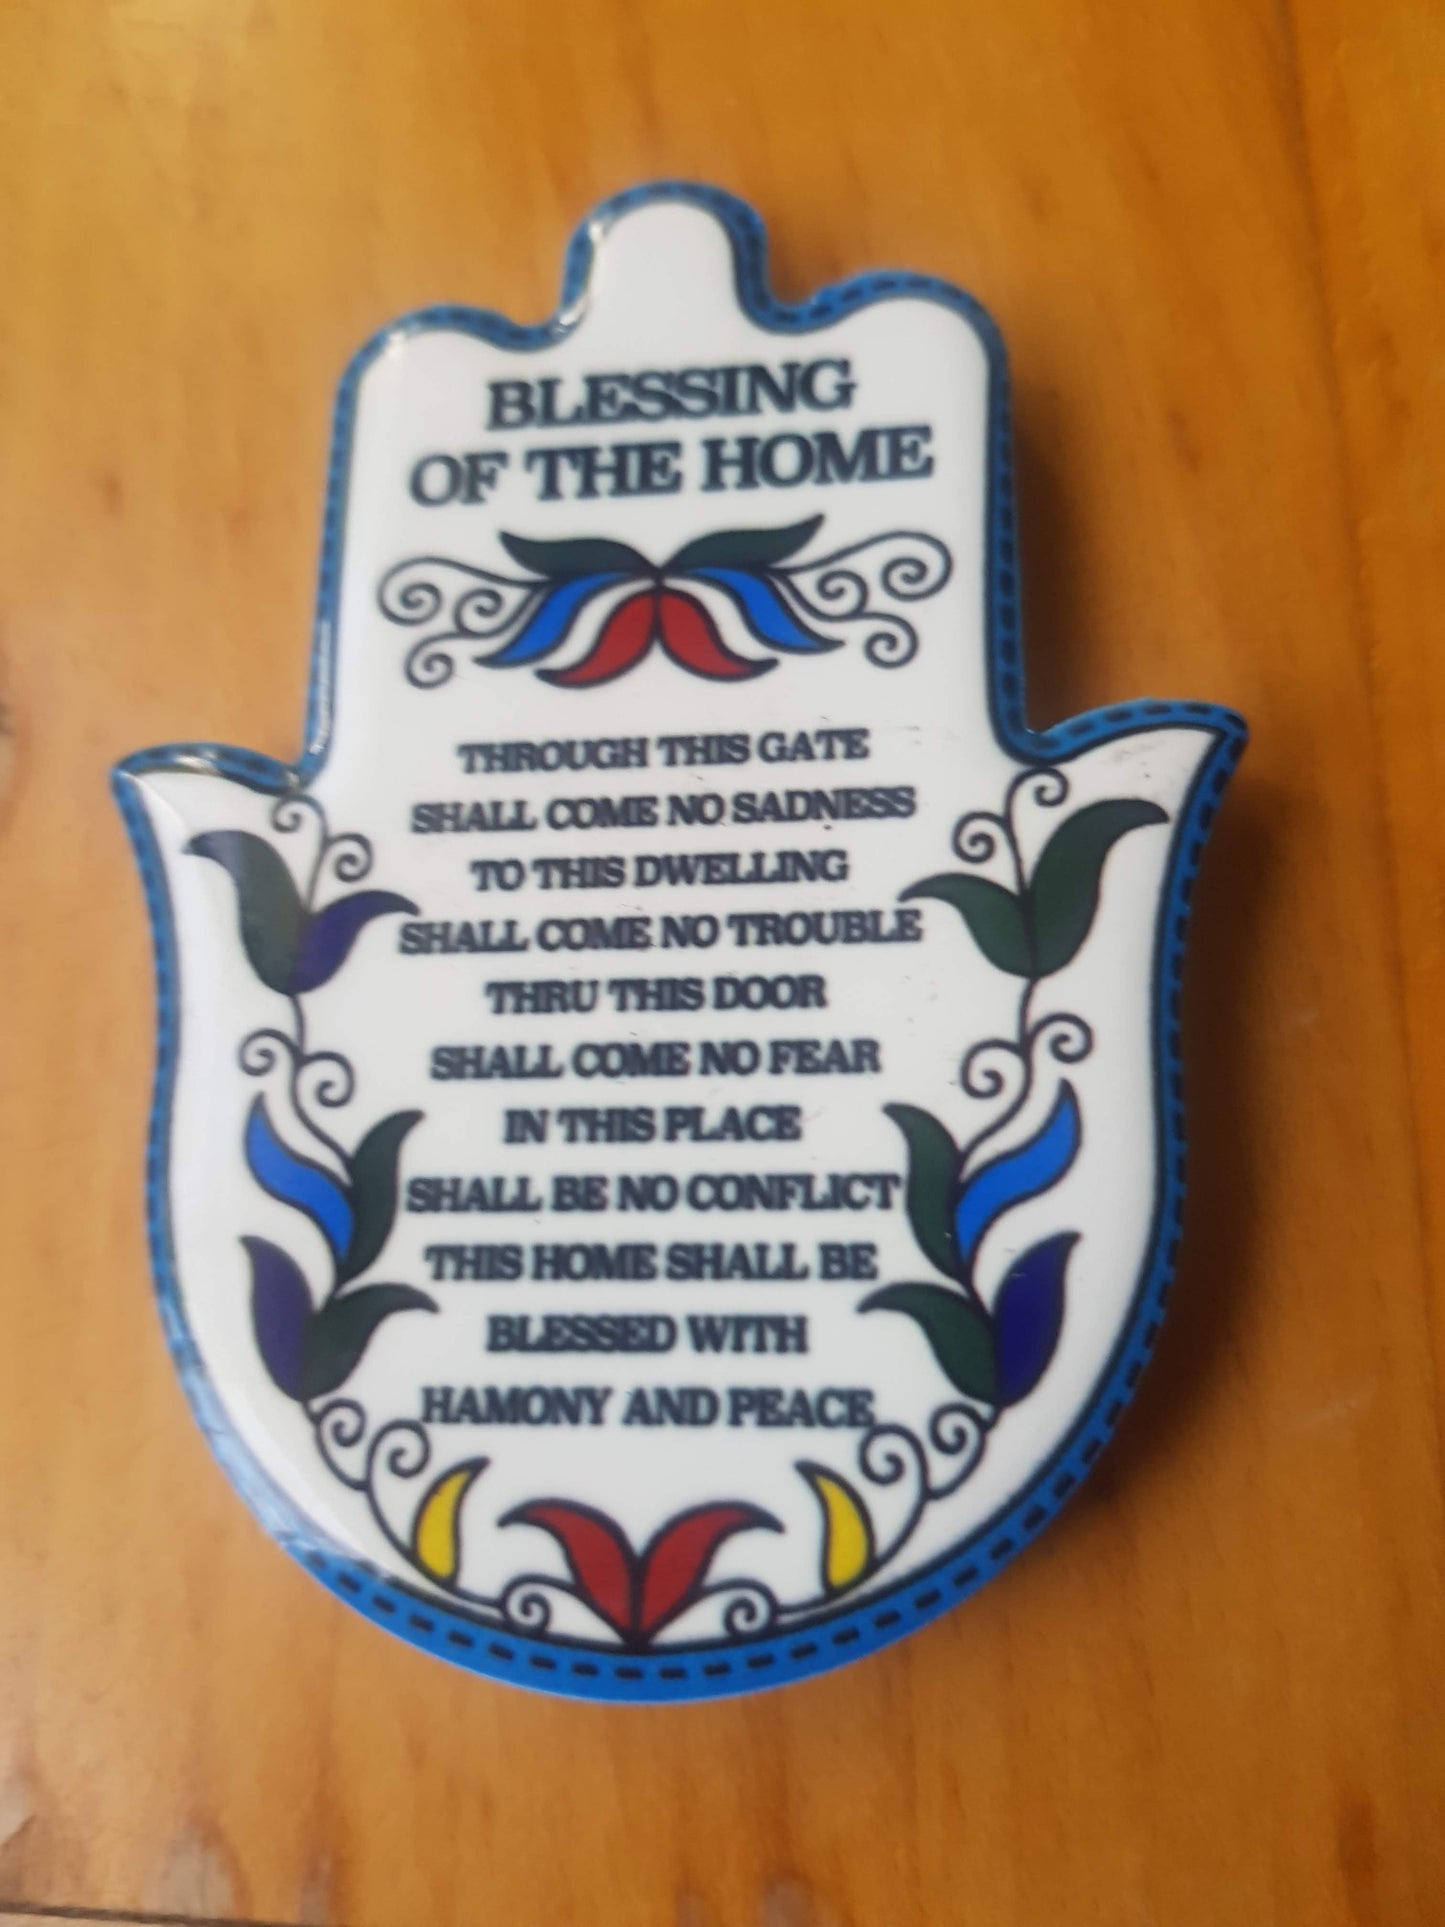 BLESSING
OF THE HOME
THROUGH THIS GATE
SHALL COME NO SADNESS
TO THIS DWELLING
SHALL COME NO TROUBLE
THRU THIS DOOR
SHALL COME NO FEAR
IN THIS PLACE
SHALL BE NO CONFLICT
THIS HOME SHALL BE
BLESSED WITH
HAMONY AND PEACE